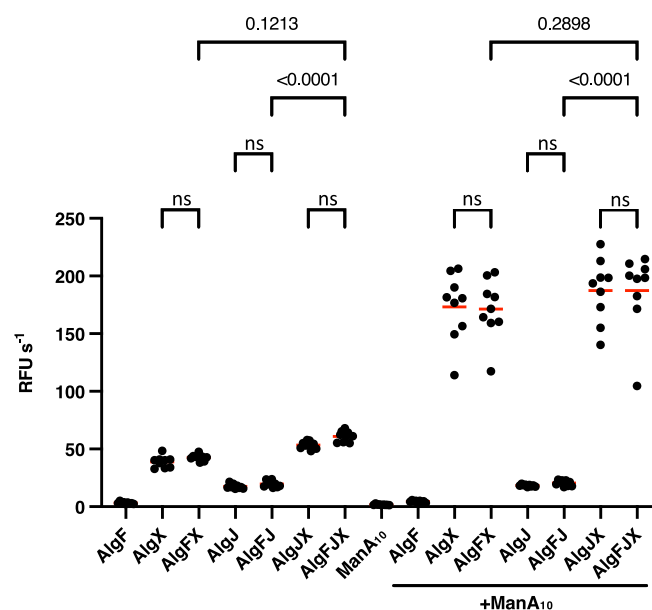 0.1213
0.2898
<0.0001
<0.0001
ns
ns
ns
ns
ns
ns
250
200
150
100
50
0
RFU s⁻¹
AlgF
AlgX
AlgFX
AlgJ
AlgFJ
AlgJX
AlgFJX
ManA₁₀
AlgF
AlgX
AlgFX
AlgJ
AlgFJ
AlgJX
AlgFJX
+ManA₁₀